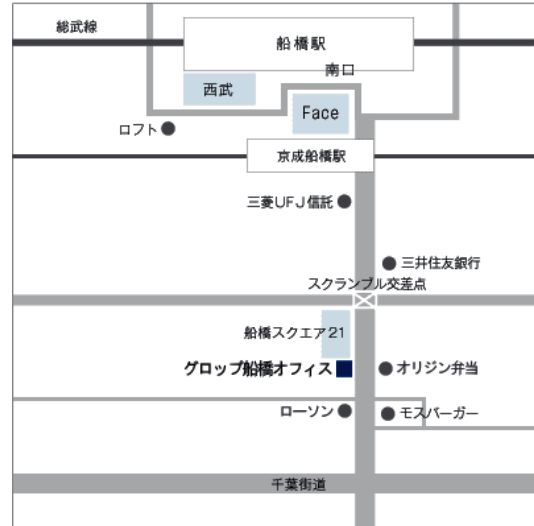 総武線
船橋駅
南口
西武
Face
ロフト
京成船橋駅
三菱UFJ信託
三井住友銀行
スクランブル交差点
船橋スクエア21
グロップ船橋オフィス
オリジン弁当
ローソン
モスバーガー
千葉街道